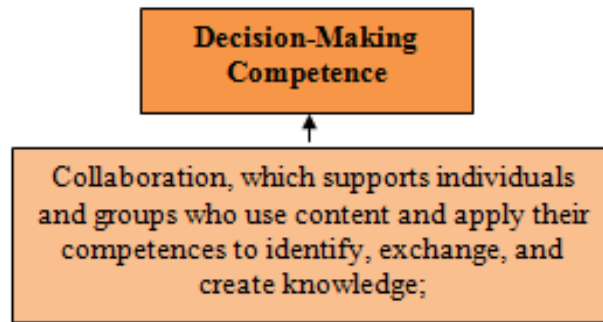 Decision-Making
Competence
Collaboration, which supports individuals
and groups who use content and apply their
competences to identify, exchange, and
create knowledge;